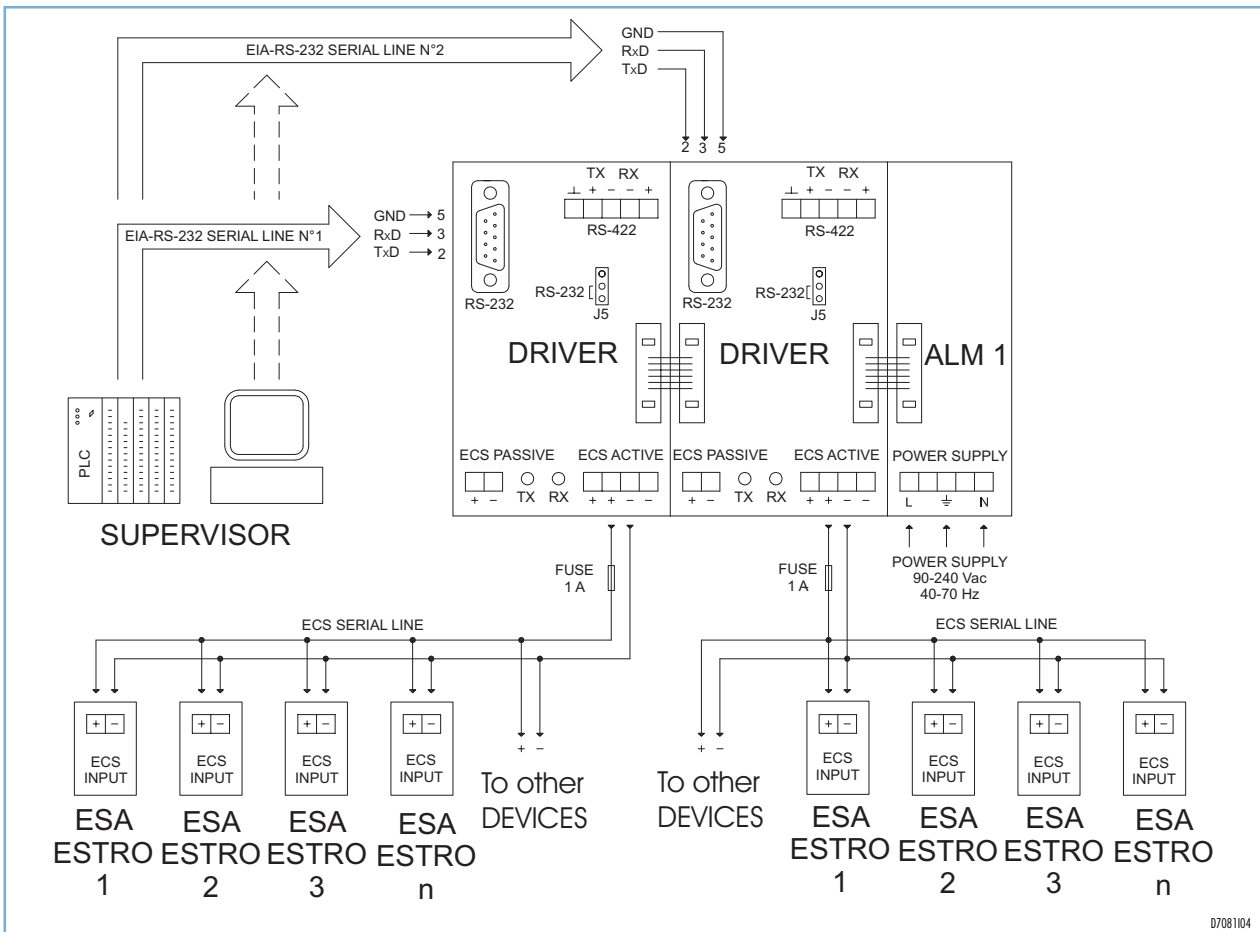 EIA-RS-232 SERIAL LINE N°2
GND
RxD
TxD
2 3 5
EIA-RS-232 SERIAL LINE N°1
GND 5
RxD 3
TxD 2
TX RX
⊥ + − − +
RS-422
RS-232
RS-232
J5
DRIVER
ECS PASSIVE
+ −
TX RX
ECS ACTIVE
+ + − −
TX RX
⊥ + − − +
RS-422
RS-232
RS-232
J5
DRIVER
ECS PASSIVE
+ −
TX RX
ECS ACTIVE
+ + − −
ALM 1
POWER SUPPLY
L ⏚ N
POWER SUPPLY
90-240 Vac
40-70 Hz
PLC
SUPERVISOR
FUSE
1 A
FUSE
1 A
ECS SERIAL LINE
ECS SERIAL LINE
+ −
ECS
INPUT
ESA
ESTRO
1
+ −
ECS
INPUT
ESA
ESTRO
2
+ −
ECS
INPUT
ESA
ESTRO
3
+ −
ECS
INPUT
ESA
ESTRO
n
+ −
To other
DEVICES
+ −
To other
DEVICES
+ −
ECS
INPUT
ESA
ESTRO
1
+ −
ECS
INPUT
ESA
ESTRO
2
+ −
ECS
INPUT
ESA
ESTRO
3
+ −
ECS
INPUT
ESA
ESTRO
n
D7081I04